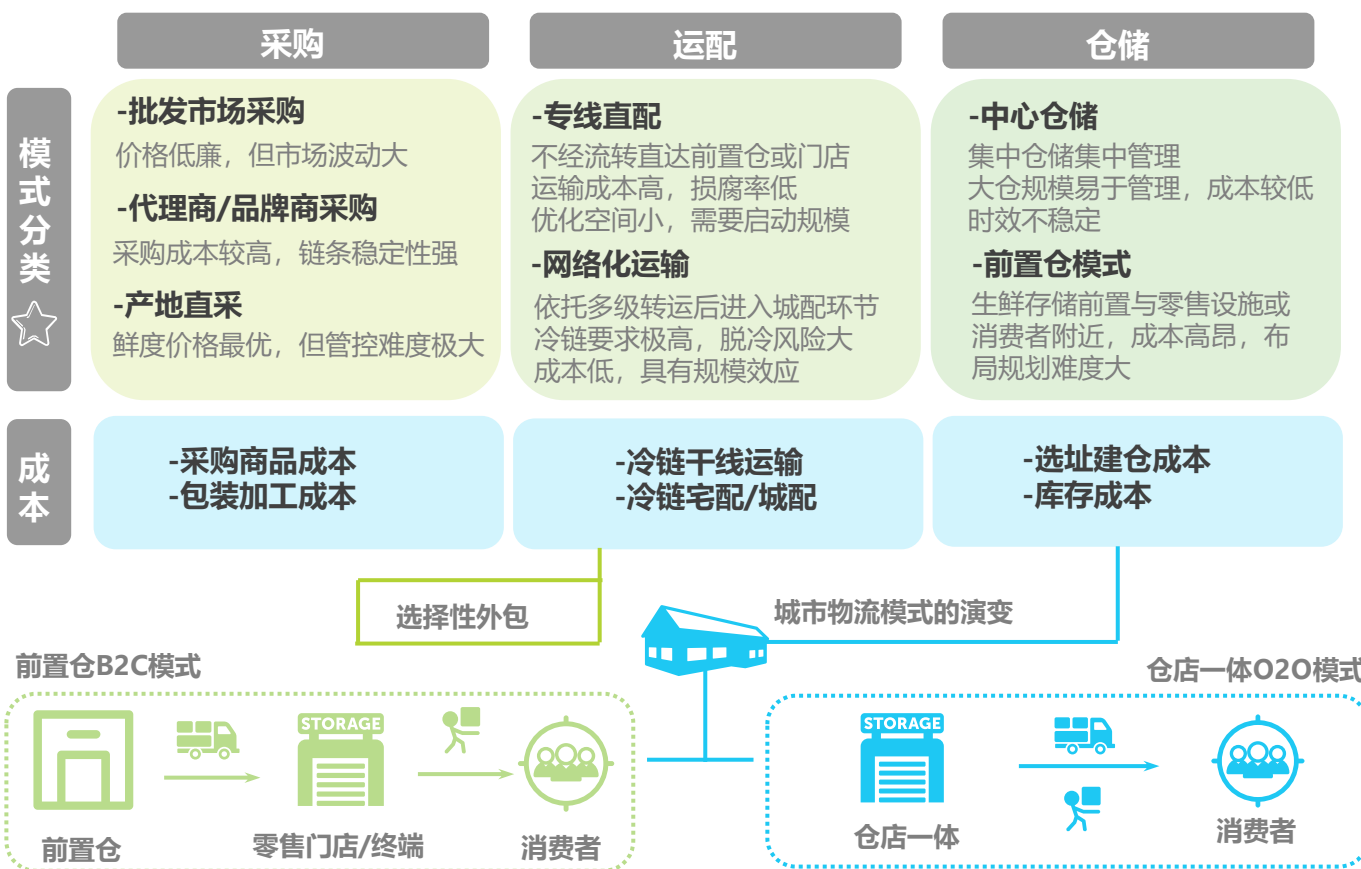 采购
运配
仓储
模式分类
-批发市场采购
价格低廉，但市场波动大
-代理商/品牌商采购
采购成本较高，链条稳定性强
-产地直采
鲜度价格最优，但管控难度极大
-专线直配
不经流转直达前置仓或门店
运输成本高，损腐率低
优化空间小，需要启动规模
-网络化运输
依托多级转运后进入城配环节
冷链要求极高，脱冷风险大
成本低，具有规模效应
-中心仓储
集中仓储集中管理
大仓规模易于管理，成本较低
时效不稳定
-前置仓模式
生鲜存储前置与零售设施或
消费者附近，成本高昂，布
局规划难度大
成本
-采购商品成本
-包装加工成本
-冷链干线运输
-冷链宅配/城配
-选址建仓成本
-库存成本
选择性外包
城市物流模式的演变
前置仓B2C模式
仓店一体O2O模式
STORAGE
STORAGE
前置仓
零售门店/终端
消费者
仓店一体
消费者